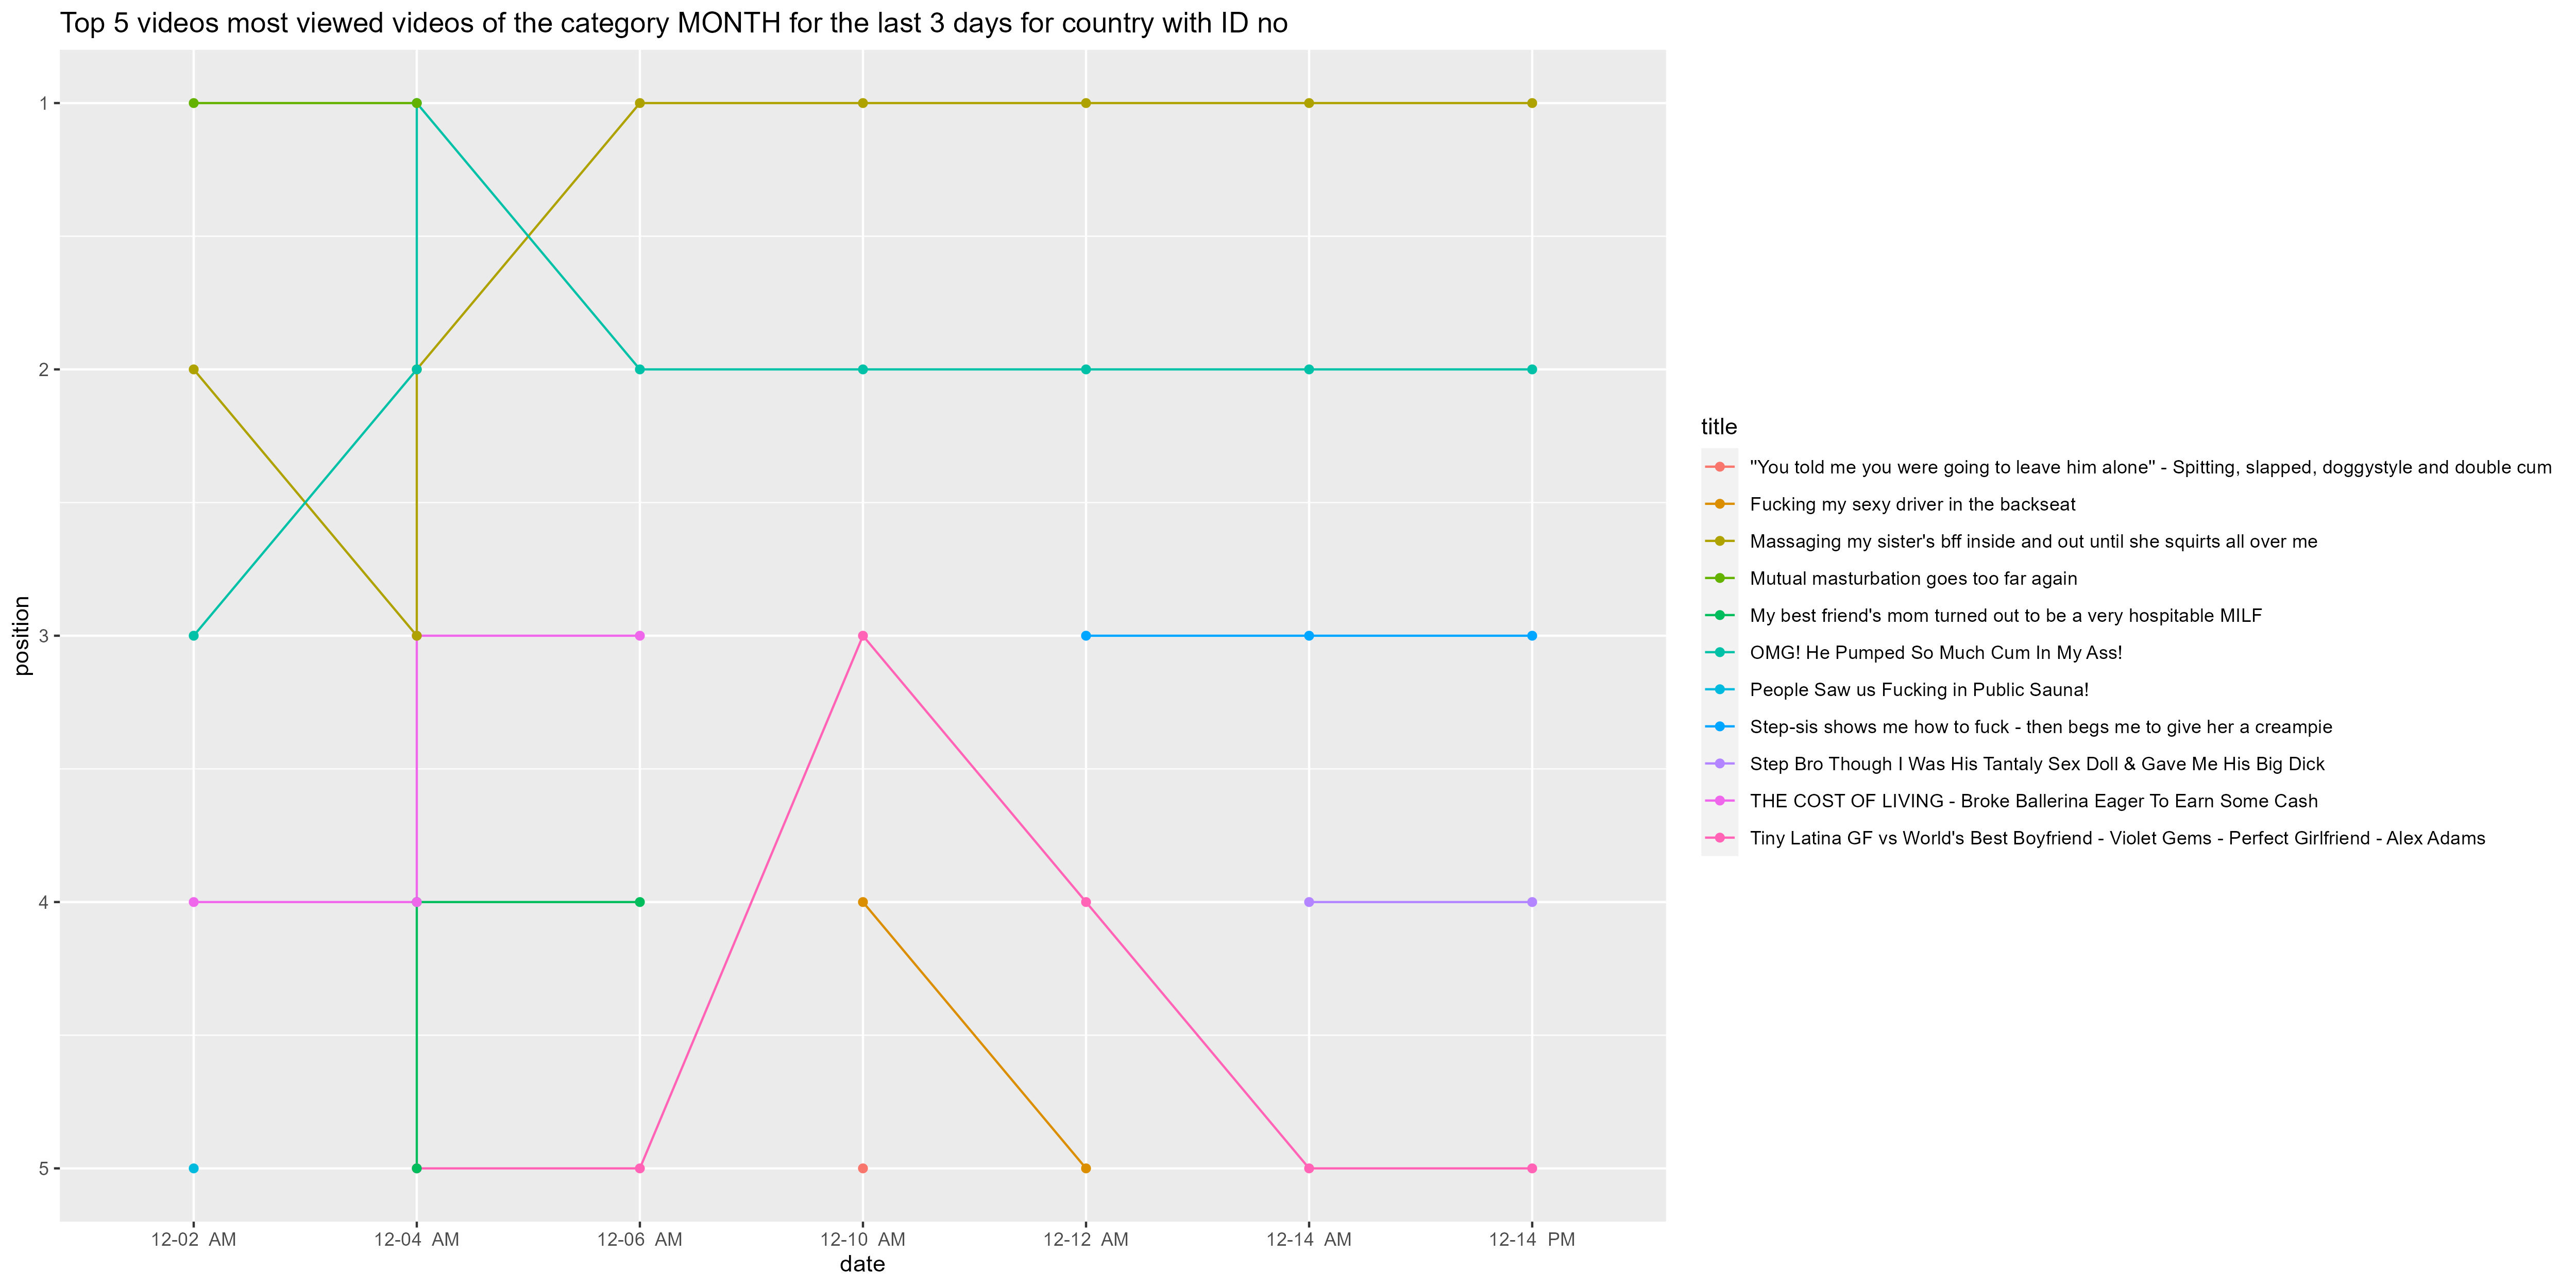 Top 5 videos most viewed videos of the category MONTH for the last 3 days for country with ID no
1
2
3
4
5
position
12-02 AM
12-04 AM
12-06 AM
12-10 AM
12-12 AM
12-14 AM
12-14 PM
date
title
"You told me you were going to leave him alone" - Spitting, slapped, doggystyle and double cum
Fucking my sexy driver in the backseat
Massaging my sister's bff inside and out until she squirts all over me
Mutual masturbation goes too far again
My best friend's mom turned out to be a very hospitable MILF
OMG! He Pumped So Much Cum In My Ass!
People Saw us Fucking in Public Sauna!
Step-sis shows me how to fuck - then begs me to give her a creampie
Step Bro Though I Was His Tantaly Sex Doll & Gave Me His Big Dick
THE COST OF LIVING - Broke Ballerina Eager To Earn Some Cash
Tiny Latina GF vs World's Best Boyfriend - Violet Gems - Perfect Girlfriend - Alex Adams